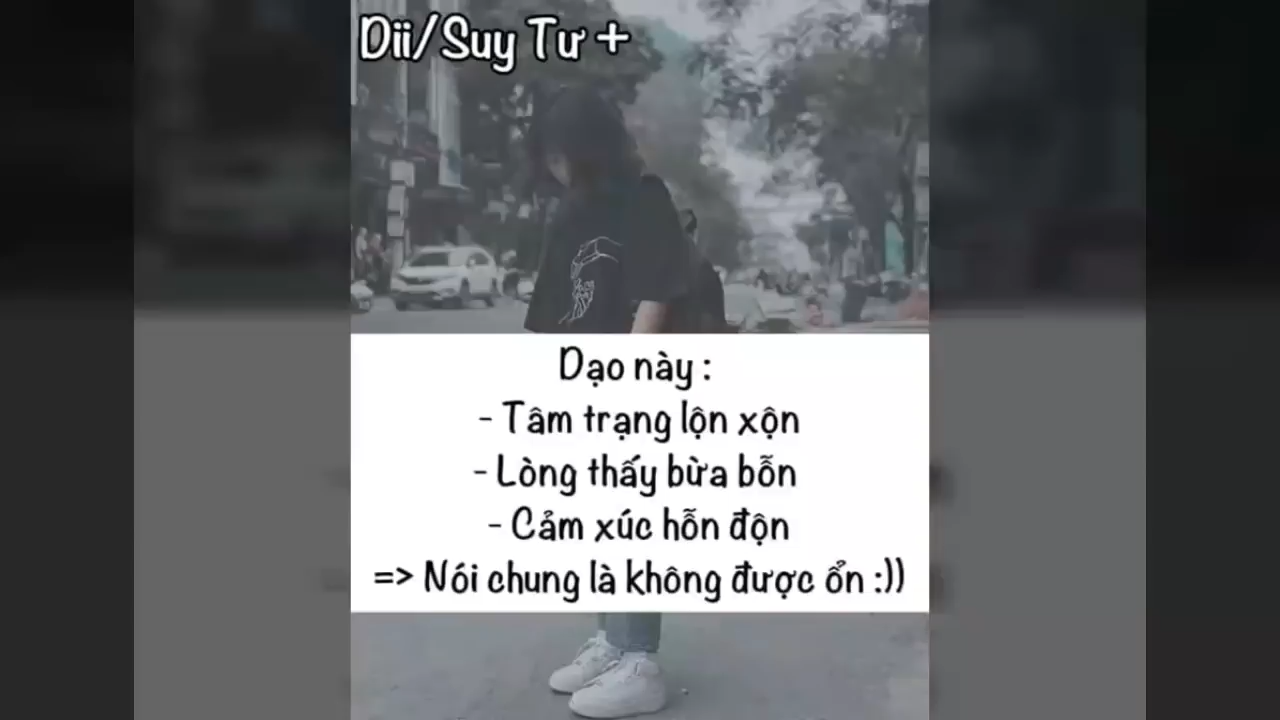 Dii/Suy Tư +
Dạo này :
- Tâm trạng lộn xộn
- Lòng thấy bừa bỗn
- Cảm xúc hỗn độn
=> Nói chung là không được ổn :))